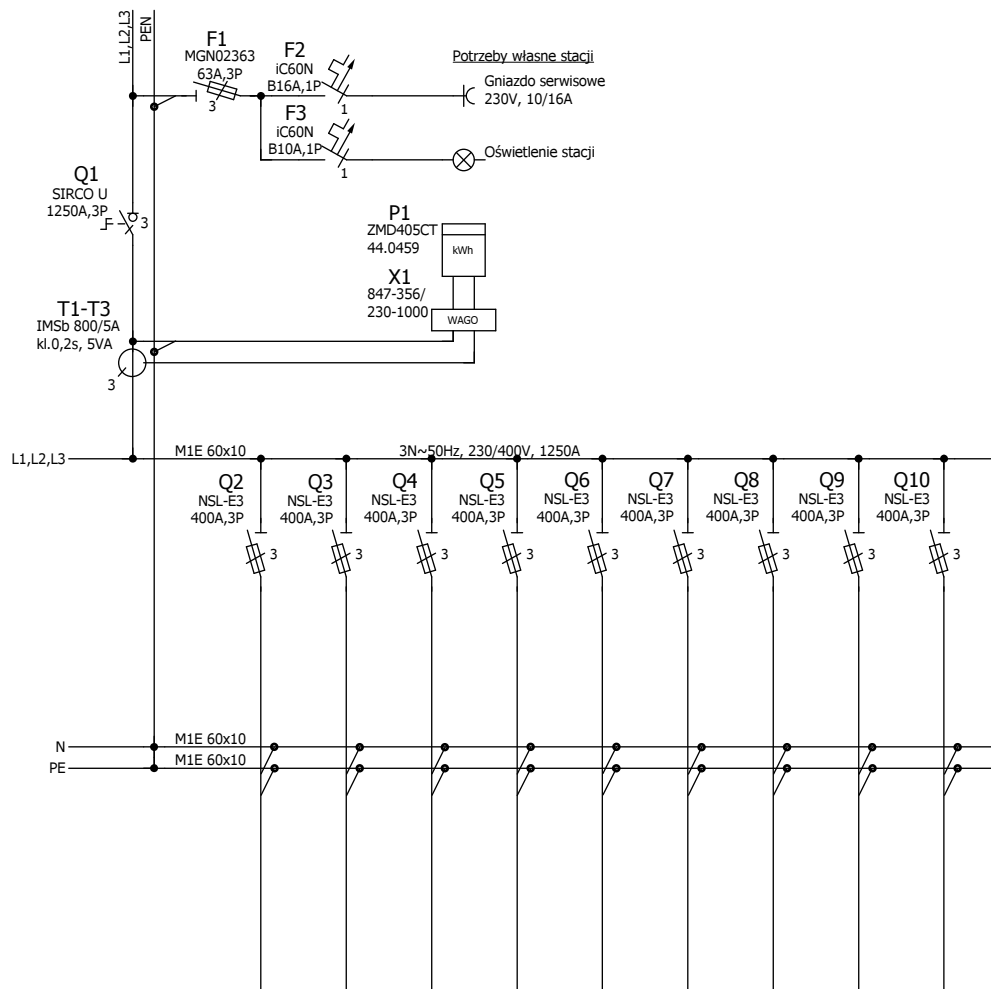 L1,L2,L3
PEN
F1
MGN02363
63A,3P
3
F2
iC60N
B16A,1P
1
Potrzeby własne stacji
Gniazdo serwisowe
230V, 10/16A
F3
iC60N
B10A,1P
1
Oświetlenie stacji
Q1
SIRCO U
1250A,3P
3
P1
ZMD405CT
44.0459
kWh
X1
847-356/
230-1000
WAGO
T1-T3
IMSb 800/5A
kl.0,2s, 5VA
3
L1,L2,L3
M1E 60x10
3N~50Hz, 230/400V, 1250A
Q2
NSL-E3
400A,3P
3
Q3
NSL-E3
400A,3P
3
Q4
NSL-E3
400A,3P
3
Q5
NSL-E3
400A,3P
3
Q6
NSL-E3
400A,3P
3
Q7
NSL-E3
400A,3P
3
Q8
NSL-E3
400A,3P
3
Q9
NSL-E3
400A,3P
3
Q10
NSL-E3
400A,3P
3
N
M1E 60x10
PE
M1E 60x10